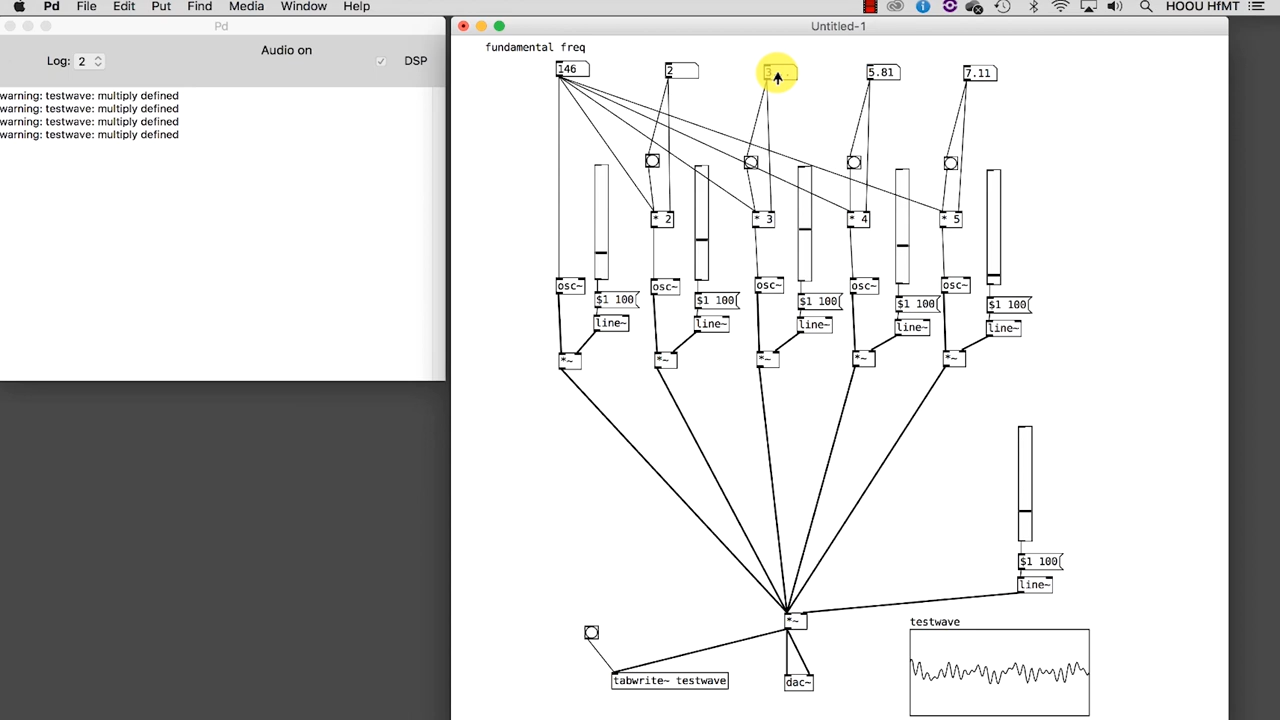 Pd File Edit Put Find Media Window Help HOOU HfMT
Pd
Untitled-1
Audio on
Log: 2
DSP
warning: testwave: multiply defined
warning: testwave: multiply defined
warning: testwave: multiply defined
warning: testwave: multiply defined
fundamental freq
146 2 5.81 7.11
* 2 * 3 * 4 * 5
osc~ osc~ osc~ osc~ osc~
$1 100 $1 100 $1 100 $1 100 $1 100
line~ line~ line~ line~ line~
*~ *~ *~ *~ *~
$1 100
line~
*~
testwave
tabwrite~ testwave
dac~